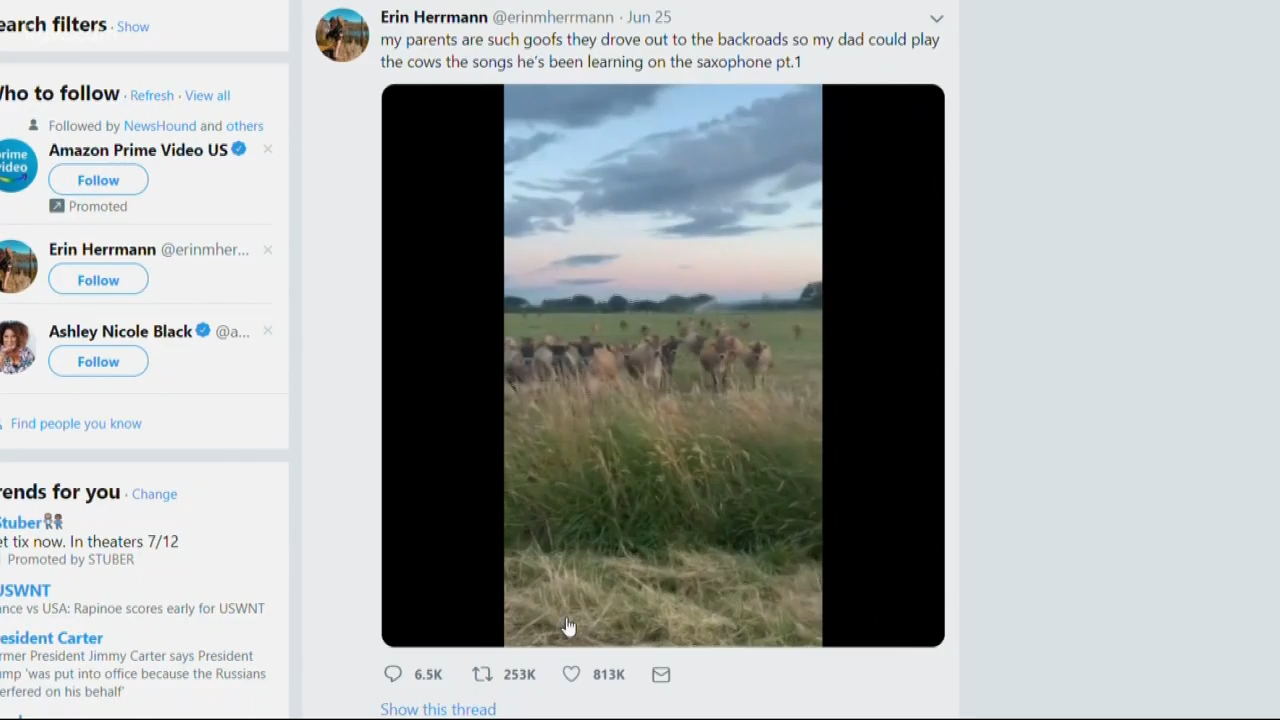 earch filters · Show
Who to follow · Refresh · View all
Followed by NewsHound and others
Amazon Prime Video US
prime
video
Follow
Promoted
Erin Herrmann @erinmher...
Follow
Ashley Nicole Black @a...
Follow
Find people you know
rends for you · Change
Stuber
et tix now. In theaters 7/12
Promoted by STUBER
USWNT
ance vs USA: Rapinoe scores early for USWNT
esident Carter
rmer President Jimmy Carter says President
ump 'was put into office because the Russians
erfered on his behalf'
Erin Herrmann @erinmherrmann · Jun 25
my parents are such goofs they drove out to the backroads so my dad could play
the cows the songs he's been learning on the saxophone pt.1
6.5K 253K 813K
Show this thread